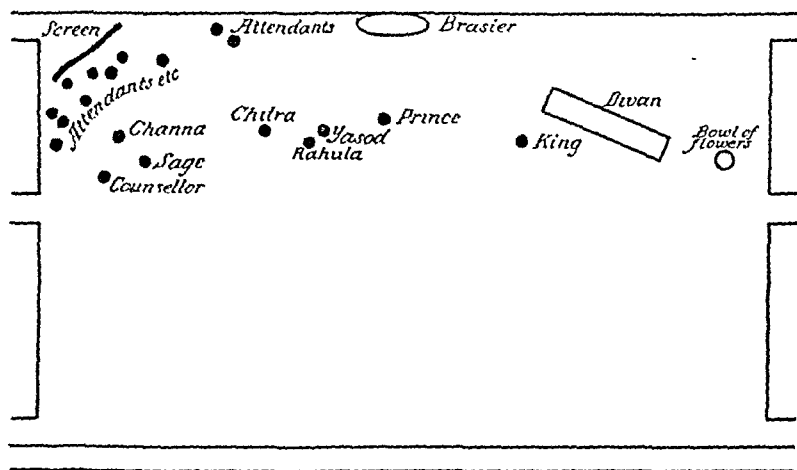 Screen
Attendants
Brasier
Attendants etc
Divan
Prince
Chitra
Yasod
Rahula
Channa
King
Bowl of
flowers
Sage
Counsellor